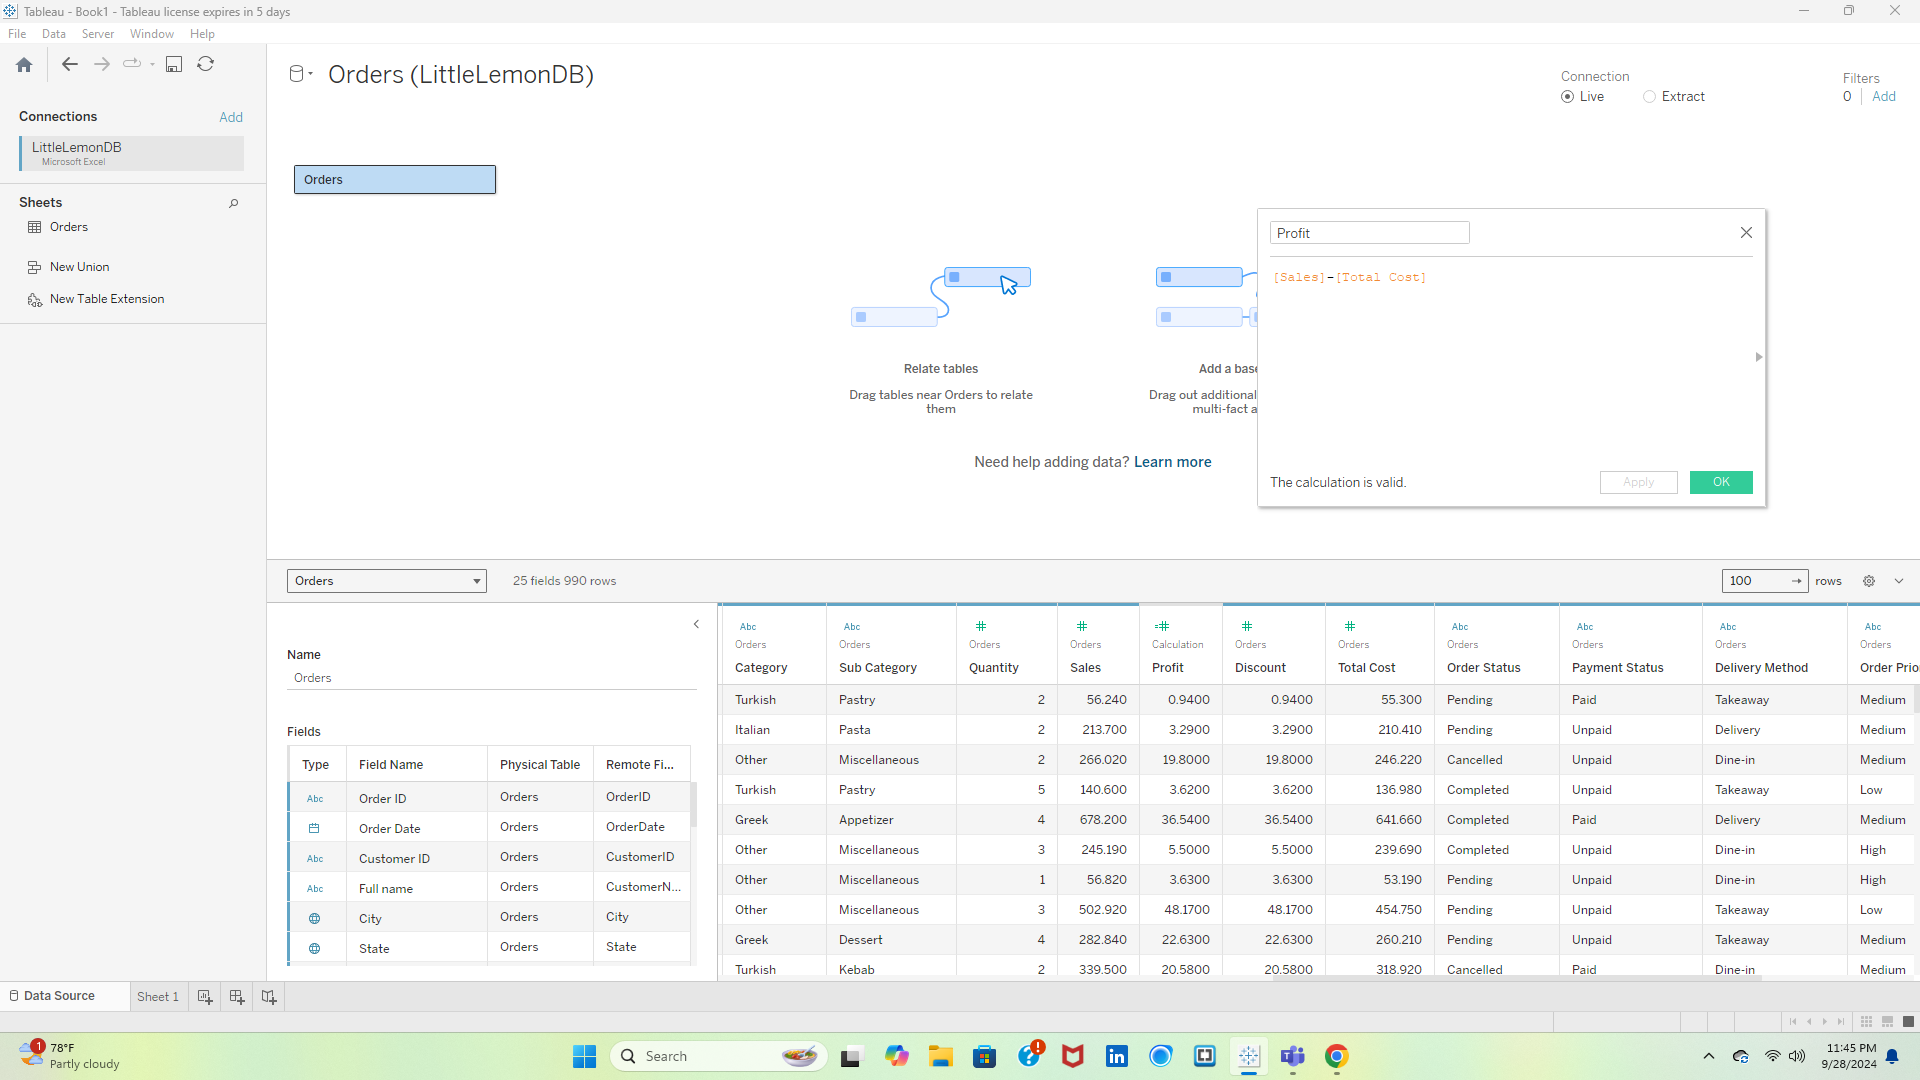 Tableau - Book1 - Tableau license expires in 5 days
File Data Server Window Help
Connections Add
LittleLemonDB
Microsoft Excel
Sheets
Orders
New Union
New Table Extension
Orders (LittleLemonDB)
Connection
Live Extract
Filters
0 Add
Orders
Relate tables
Drag tables near Orders to relate
them
Add a base
Drag out additional
multi-fact a
Need help adding data? Learn more
Profit
[Sales]-[Total Cost]
The calculation is valid.
Apply OK
Orders 25 fields 990 rows 100 rows
Name
Orders
Fields
Type Field Name Physical Table Remote Fi...
Abc Order ID Orders OrderID
Order Date Orders OrderDate
Abc Customer ID Orders CustomerID
Abc Full name Orders CustomerN...
City Orders City
State Orders State
Abc Abc Abc Abc Abc Abc
Orders Orders Orders Orders Calculation Orders Orders Orders Orders Orders Orders
Category Sub Category Quantity Sales Profit Discount Total Cost Order Status Payment Status Delivery Method Order Prio
Turkish Pastry 2 56.240 0.9400 0.9400 55.300 Pending Paid Takeaway Medium
Italian Pasta 2 213.700 3.2900 3.2900 210.410 Pending Unpaid Delivery Medium
Other Miscellaneous 2 266.020 19.8000 19.8000 246.220 Cancelled Unpaid Dine-in Medium
Turkish Pastry 5 140.600 3.6200 3.6200 136.980 Completed Unpaid Takeaway Low
Greek Appetizer 4 678.200 36.5400 36.5400 641.660 Completed Paid Delivery Medium
Other Miscellaneous 3 245.190 5.5000 5.5000 239.690 Completed Unpaid Dine-in High
Other Miscellaneous 1 56.820 3.6300 3.6300 53.190 Pending Unpaid Dine-in High
Other Miscellaneous 3 502.920 48.1700 48.1700 454.750 Pending Unpaid Takeaway Low
Greek Dessert 4 282.840 22.6300 22.6300 260.210 Pending Unpaid Takeaway Medium
Turkish Kebab 2 339.500 20.5800 20.5800 318.920 Cancelled Paid Dine-in Medium
Data Source Sheet 1
1
78°F
Partly cloudy
Search
11:45 PM
9/28/2024